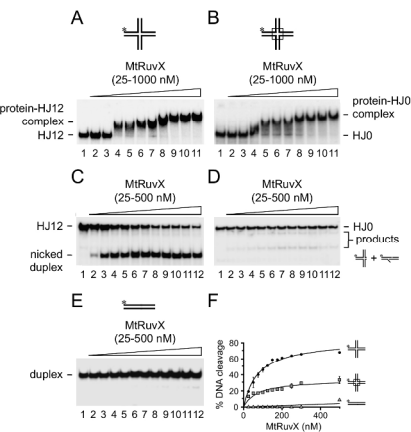 A
*
MtRuvX
(25-1000 nM)
protein-HJ12
complex
HJ12
1 2 3 4 5 6 7 8 9 10 11
B
*
MtRuvX
(25-1000 nM)
protein-HJ0
complex
HJ0
1 2 3 4 5 6 7 8 9 10 11
C
MtRuvX
(25-500 nM)
HJ12
nicked
duplex
1 2 3 4 5 6 7 8 9 10 11 12
D
MtRuvX
(25-500 nM)
HJ0
products
* + *
1 2 3 4 5 6 7 8 9 10 11 12
E
*
MtRuvX
(25-500 nM)
duplex
1 2 3 4 5 6 7 8 9 10 11 12
F
% DNA cleavage
80
60
40
20
0
0 200 400
MtRuvX (nM)
*
*
*